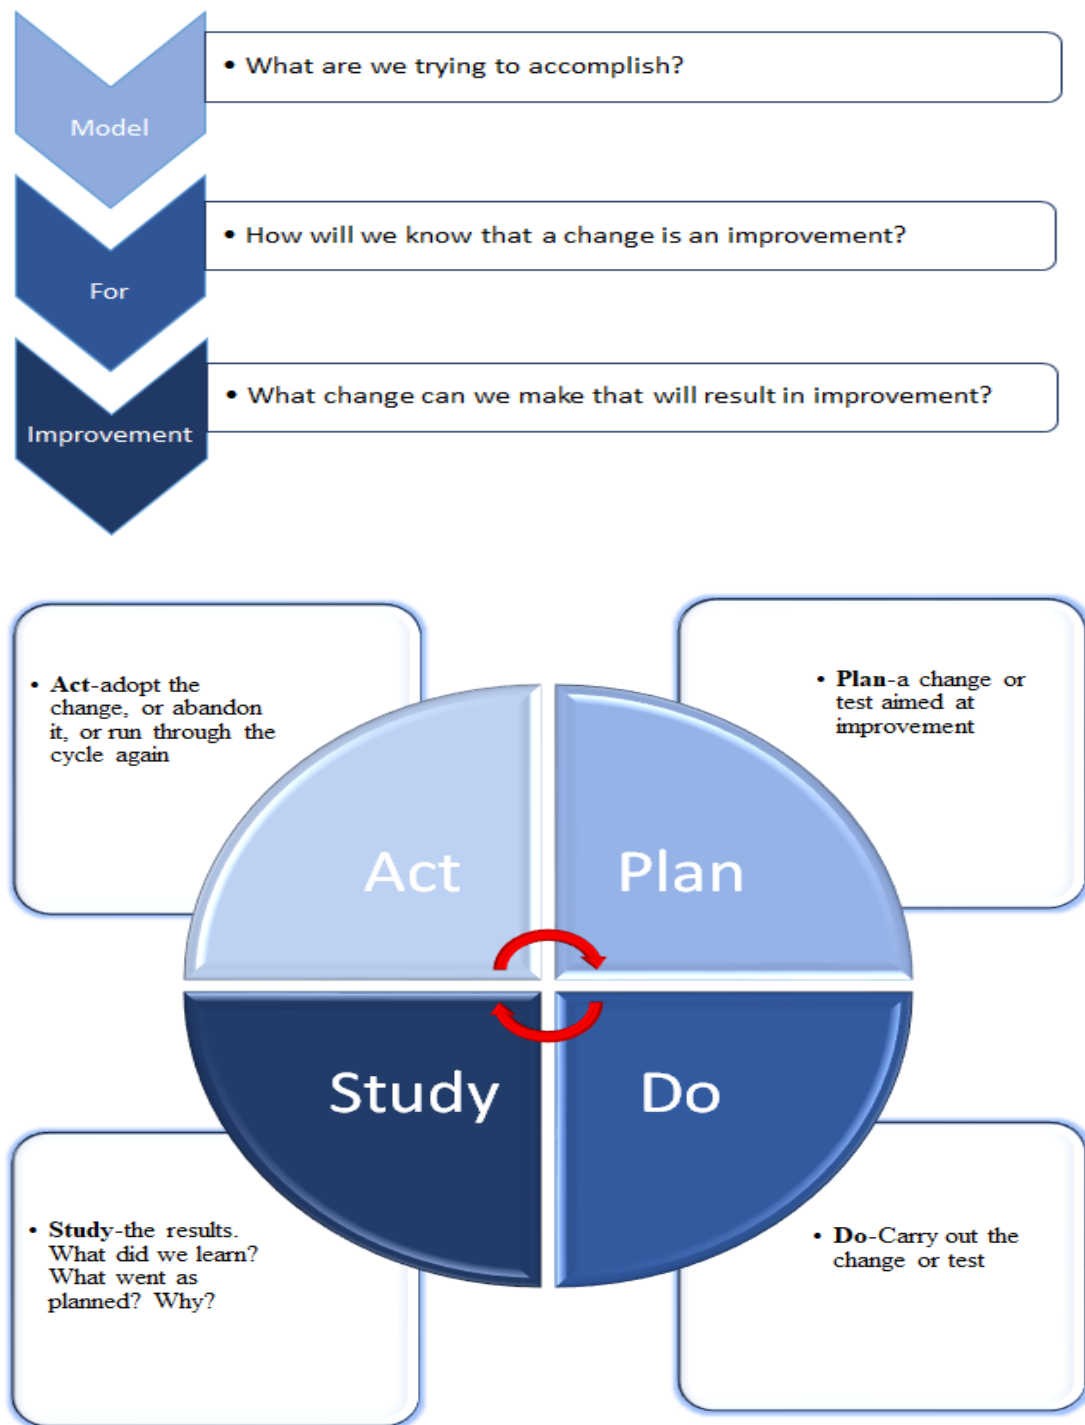 • What are we trying to accomplish?
Model
• How will we know that a change is an improvement?
For
• What change can we make that will result in improvement?
Improvement
• Act-adopt the
change, or abandon
it, or run through the
cycle again
• Plan-a change or
test aimed at
improvement
Act
Plan
Study
Do
• Study-the results.
What did we learn?
What went as
planned? Why?
• Do-Carry out the
change or test